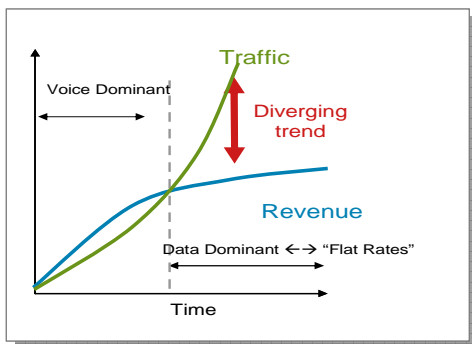 Traffic
Voice Dominant
Diverging
trend
Revenue
Data Dominant ←→ “Flat Rates”
Time